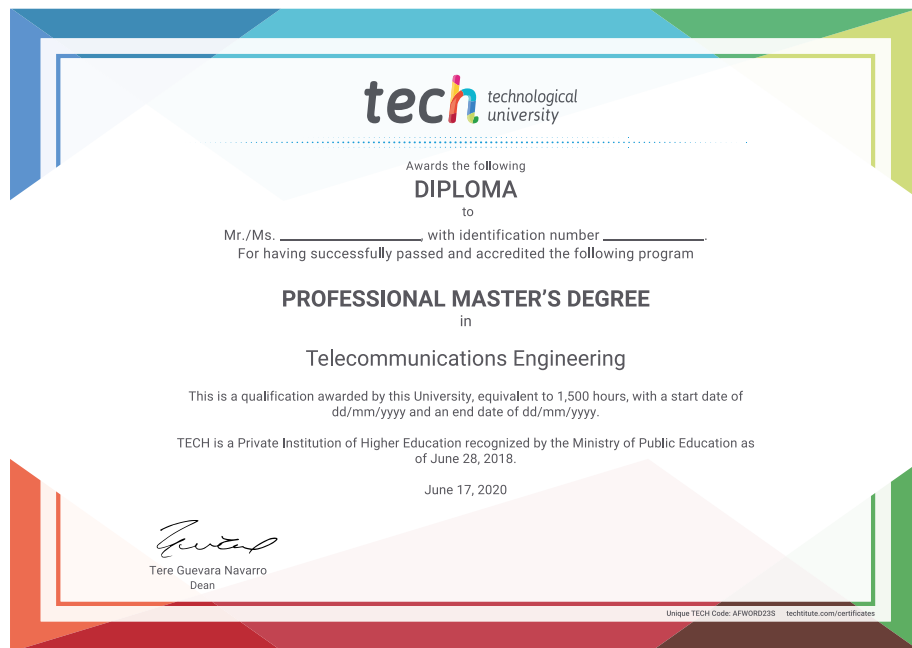 tech technological
university
Awards the following
DIPLOMA
to
Mr./Ms. ____________________, with identification number ______________.
For having successfully passed and accredited the following program
PROFESSIONAL MASTER'S DEGREE
in
Telecommunications Engineering
This is a qualification awarded by this University, equivalent to 1,500 hours, with a start date of
dd/mm/yyyy and an end date of dd/mm/yyyy.
TECH is a Private Institution of Higher Education recognized by the Ministry of Public Education as
of June 28, 2018.
June 17, 2020
Tere Guevara Navarro
Dean
Unique TECH Code: AFWORD23S techtitute.com/certificates